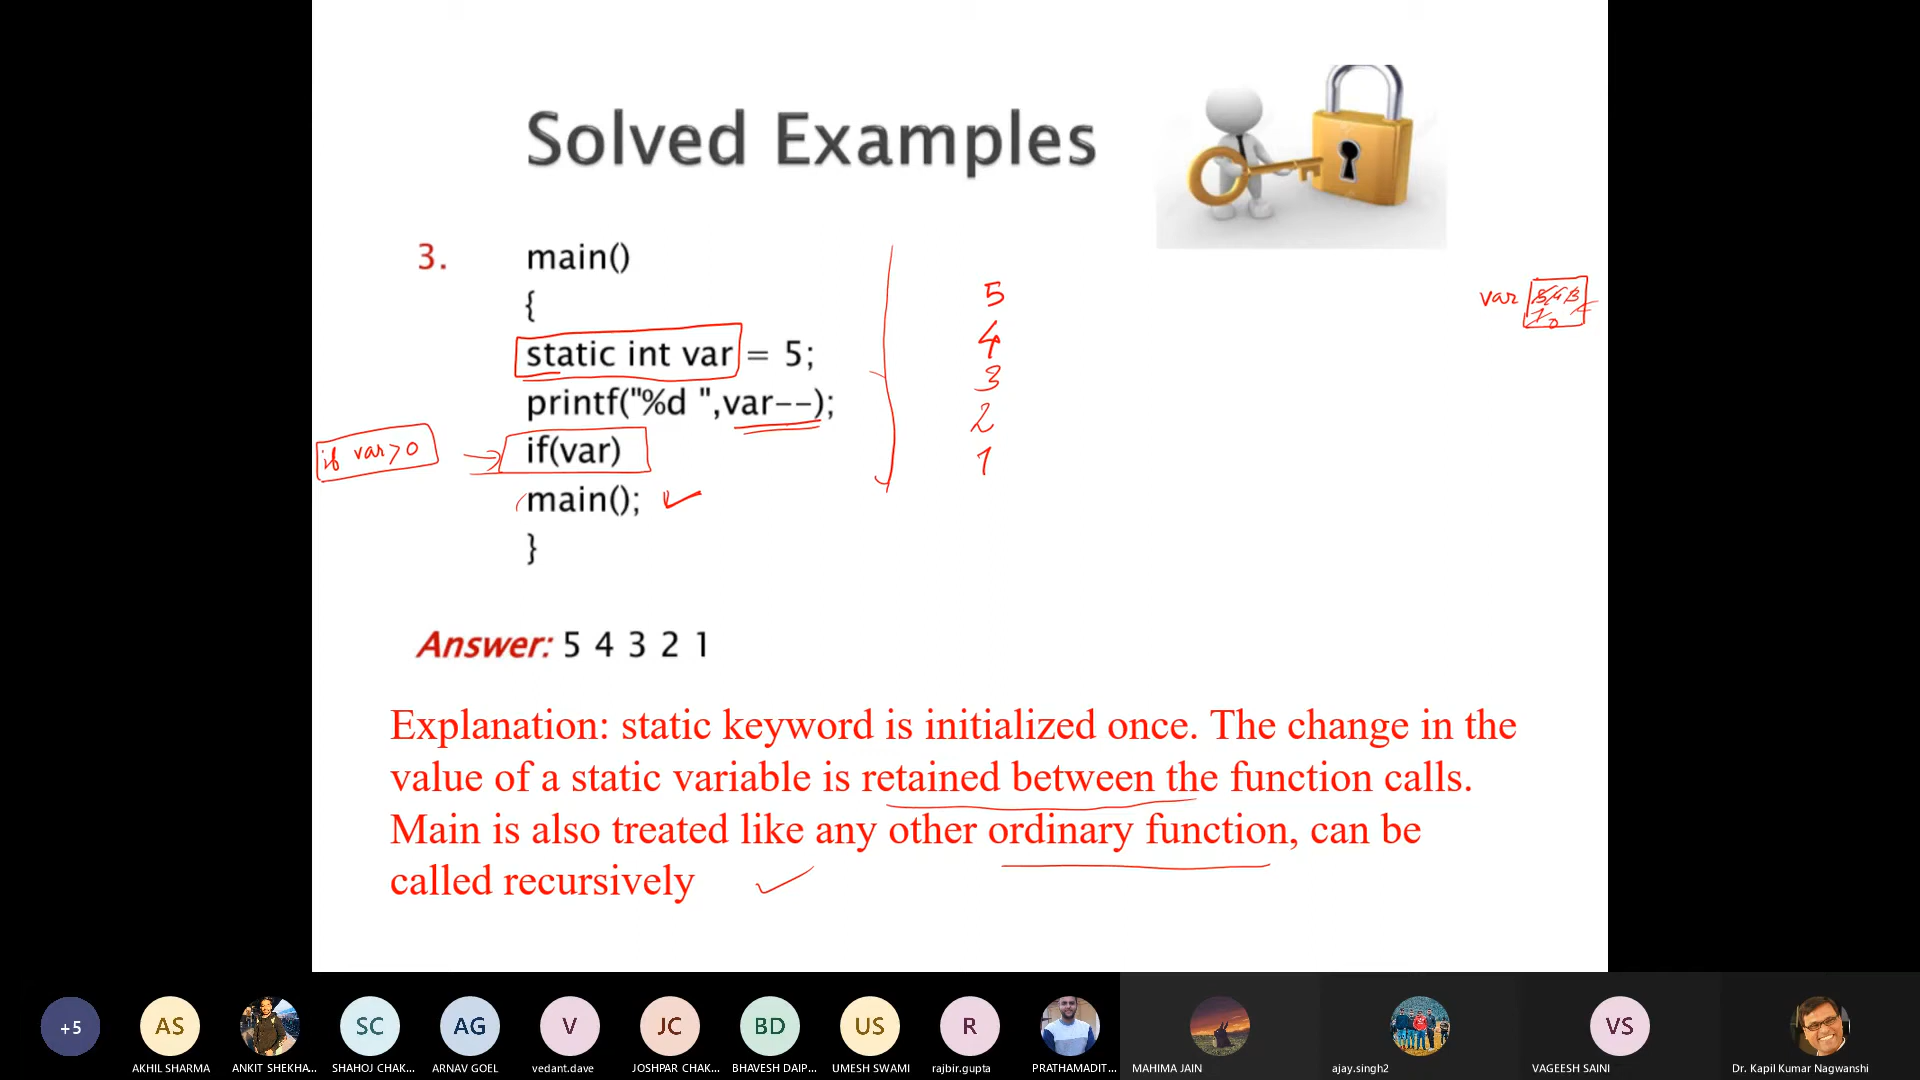 Solved Examples
3.
main()
{
static int var = 5;
printf("%d ",var--);
if(var)
main();
}
if var>0
5
4
3
2
1
var
Answer: 5 4 3 2 1
Explanation: static keyword is initialized once. The change in the
value of a static variable is retained between the function calls.
Main is also treated like any other ordinary function, can be
called recursively
+5
AS
SC
AG
V
JC
BD
US
R
VS
AKHIL SHARMA
ANKIT SHEKHA...
SHAHOJ CHAK...
ARNAV GOEL
vedant.dave
JOSHPAR CHAK...
BHAVESH DAIP...
UMESH SWAMI
rajbir.gupta
PRATHAMADIT...
MAHIMA JAIN
ajay.singh2
VAGEESH SAINI
Dr. Kapil Kumar Nagwanshi